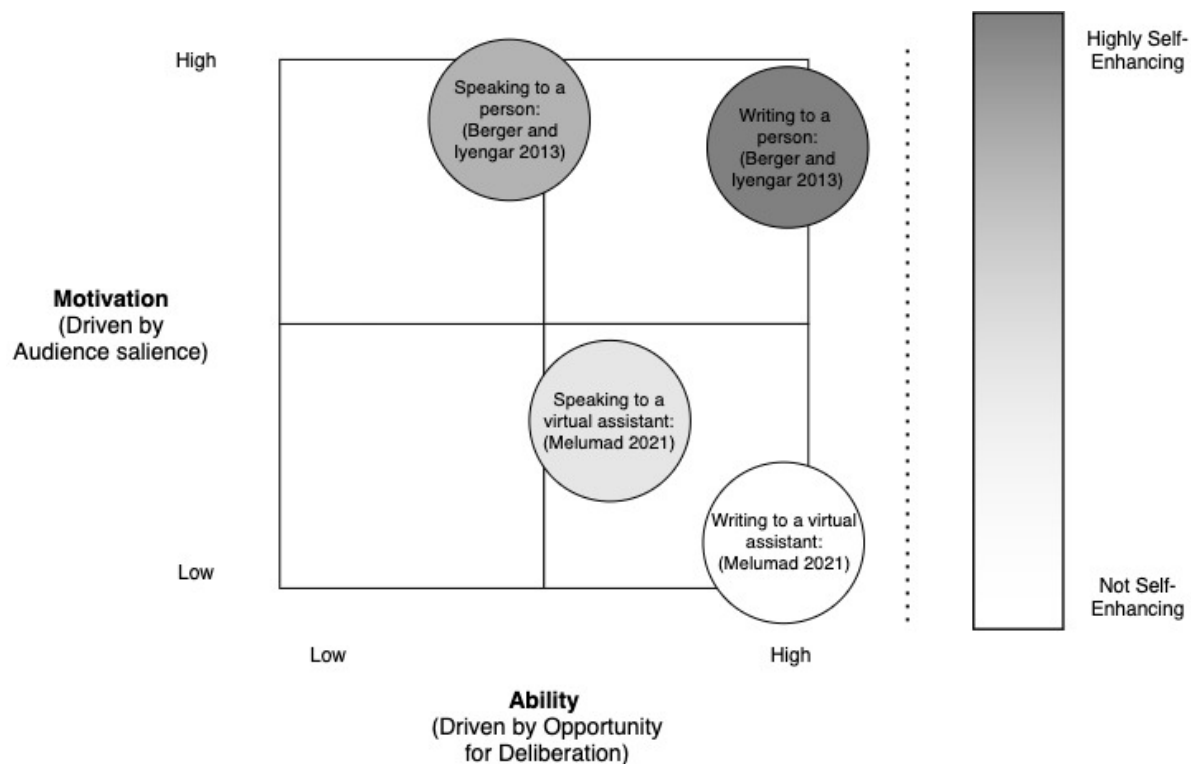 High
Speaking to a
person:
(Berger and
Iyengar 2013)
Writing to a
person:
(Berger and
Iyengar 2013)
Highly Self-
Enhancing
Motivation
(Driven by
Audience salience)
Speaking to a
virtual assistant:
(Melumad 2021)
Writing to a virtual
assistant:
(Melumad 2021)
Low
Not Self-
Enhancing
Low
High
Ability
(Driven by Opportunity
for Deliberation)